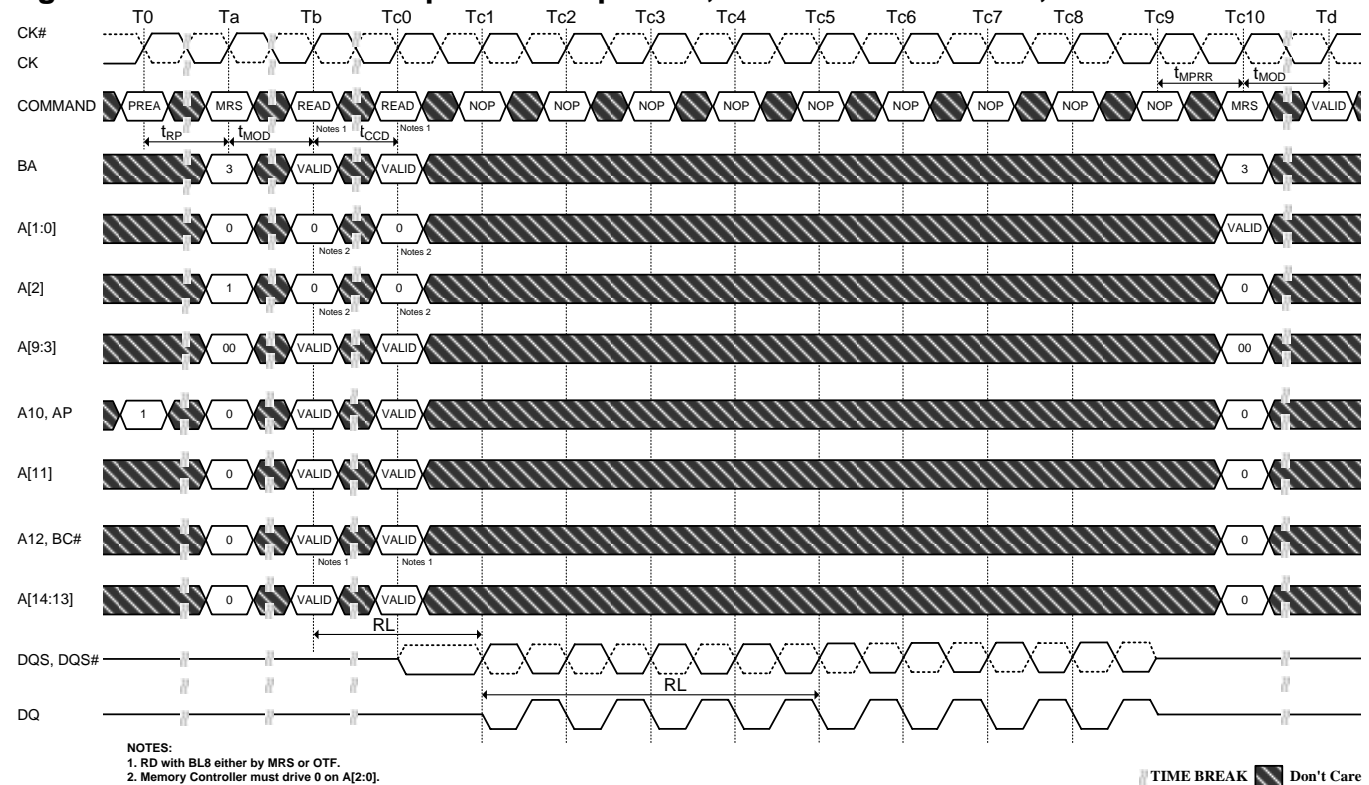 T0 Ta Tb Tc0 Tc1 Tc2 Tc3 Tc4 Tc5 Tc6 Tc7 Tc8 Tc9 Tc10 Td
CK#
CK
tMPRR tMOD
COMMAND PREA MRS READ READ NOP NOP NOP NOP NOP NOP NOP NOP NOP MRS VALID
Notes 1 Notes 1
tRP tMOD tCCD
BA 3 VALID VALID 3
A[1:0] 0 0 0 VALID
Notes 2 Notes 2
A[2] 1 0 0 0
Notes 2 Notes 2
A[9:3] 00 VALID VALID 00
A10, AP 1 0 VALID VALID 0
A[11] 0 VALID VALID 0
A12, BC# 0 VALID VALID 0
Notes 1 Notes 1
A[14:13] 0 VALID VALID 0
RL
DQS, DQS#
RL
DQ
NOTES:
1. RD with BL8 either by MRS or OTF.
2. Memory Controller must drive 0 on A[2:0].
TIME BREAK Don't Care